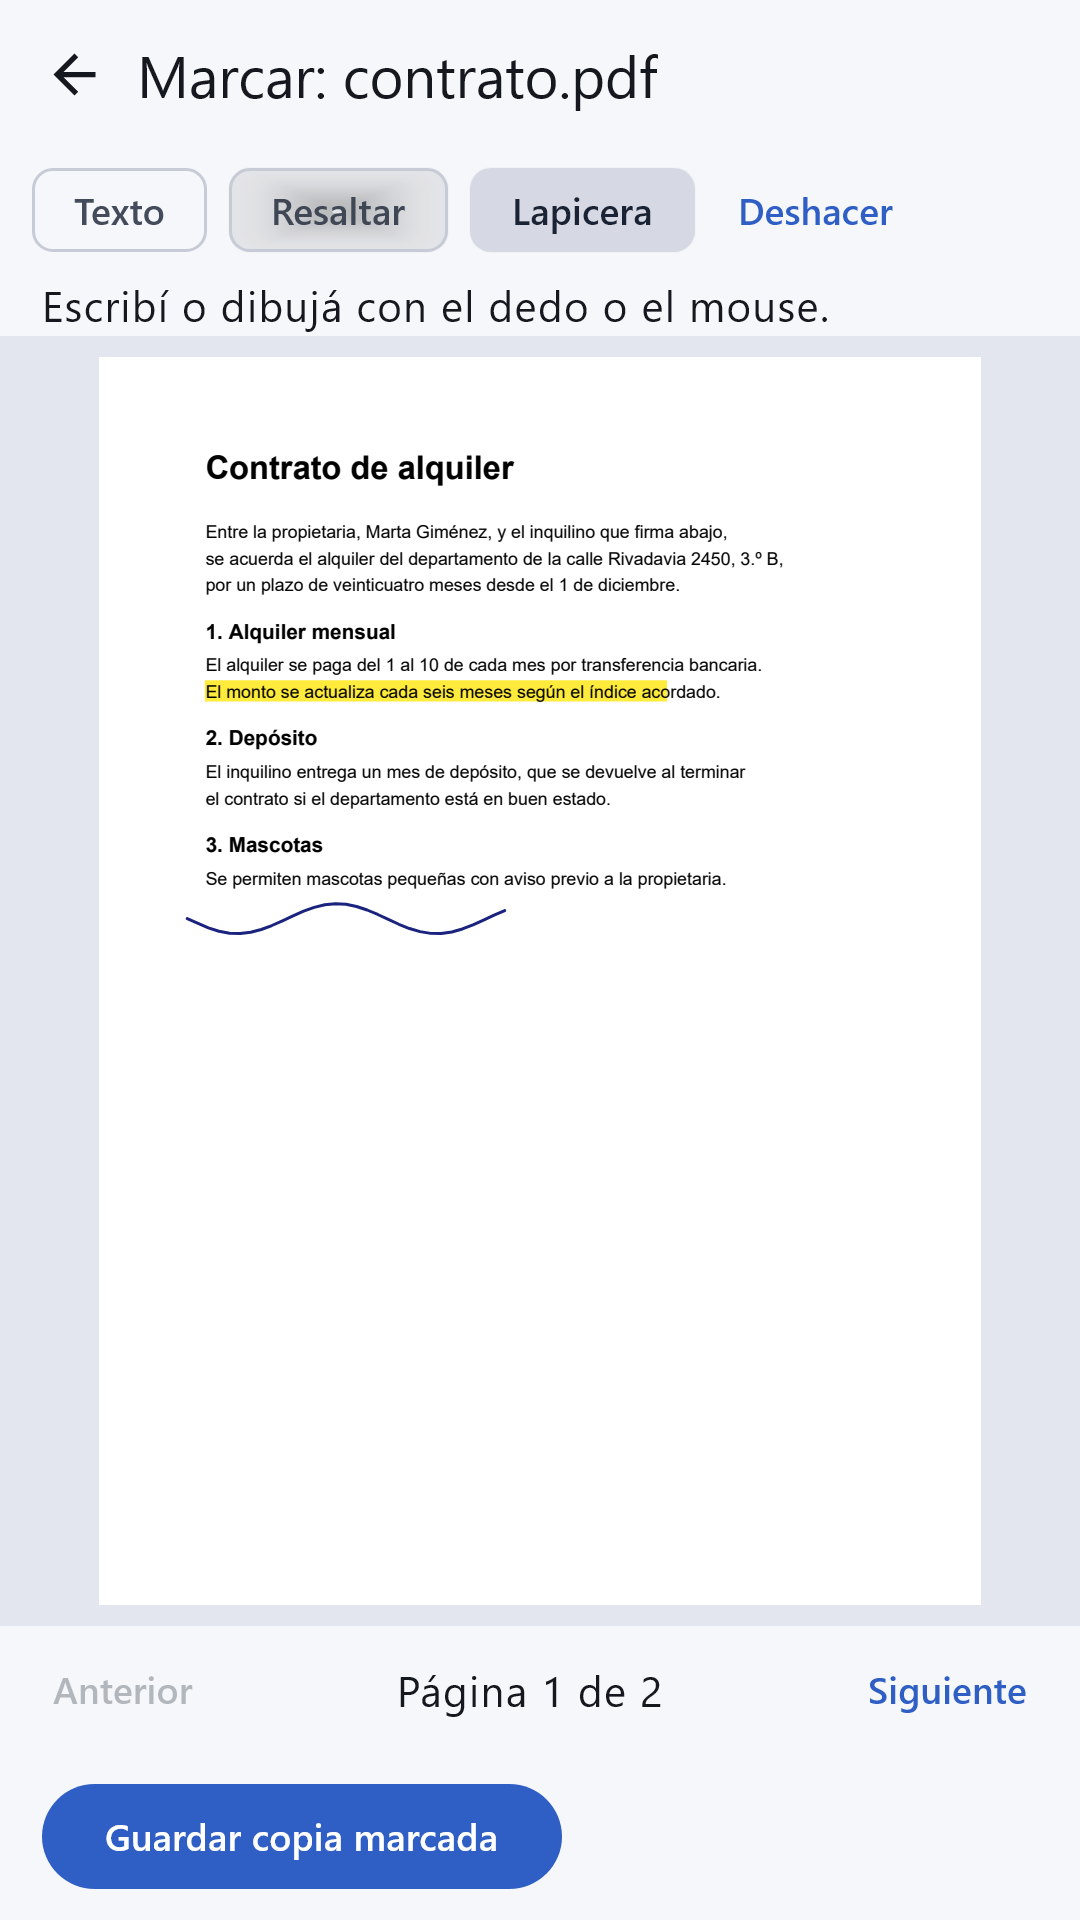 Marcar: contrato.pdf
Texto
Resaltar
Lapicera
Deshacer
Escribí o dibujá con el dedo o el mouse.
Contrato de alquiler
Entre la propietaria, Marta Giménez, y el inquilino que firma abajo,
se acuerda el alquiler del departamento de la calle Rivadavia 2450, 3.º B,
por un plazo de veinticuatro meses desde el 1 de diciembre.
1. Alquiler mensual
El alquiler se paga del 1 al 10 de cada mes por transferencia bancaria.
El monto se actualiza cada seis meses según el índice acordado.
2. Depósito
El inquilino entrega un mes de depósito, que se devuelve al terminar
el contrato si el departamento está en buen estado.
3. Mascotas
Se permiten mascotas pequeñas con aviso previo a la propietaria.
Anterior
Página 1 de 2
Siguiente
Guardar copia marcada